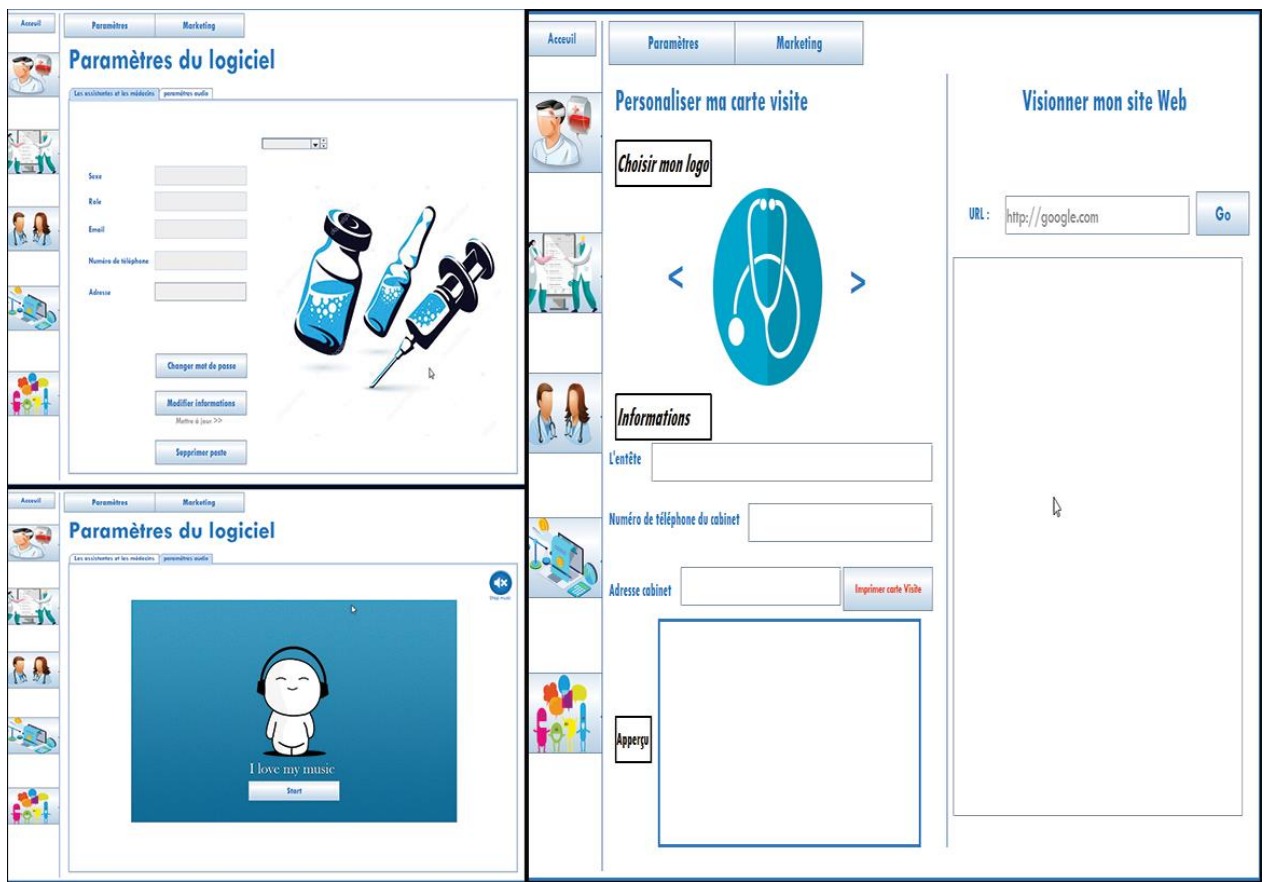 Acceuil
Paramètres
Marketing
Paramètres du logiciel
Les assistantes et les médecins
paramètres audio
Sexe
Role
Email
Numéro de téléphone
Adresse
Changer mot de passe
Modifier informations
Mettre à jour >>
Supprimer poste
Acceuil
Paramètres
Marketing
Paramètres du logiciel
Les assistantes et les médecins
paramètres audio
Stop music
I love my music
Start
Acceuil
Paramètres
Marketing
Personaliser ma carte visite
Choisir mon logo
<
>
Informations
L'entête
Numéro de téléphone du cabinet
Adresse cabinet
Imprimer carte Visite
Apperçu
Visionner mon site Web
URL :
http://google.com
Go